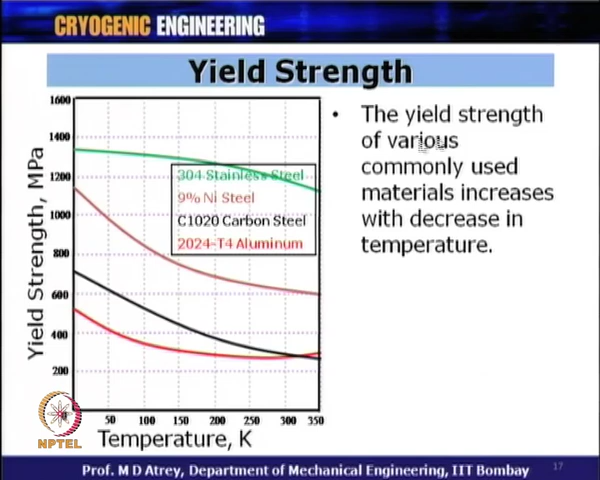 CRYOGENIC ENGINEERING
Yield Strength
1600
1400
1200
1000
800
600
400
200
0
50
100
150
200
250
300
350
Yield Strength, MPa
Temperature, K
304 Stainless Steel
9% Ni Steel
C1020 Carbon Steel
2024-T4 Aluminum
• The yield strength
of various
commonly used
materials increases
with decrease in
temperature.
NPTEL
Prof. M D Atrey, Department of Mechanical Engineering, IIT Bombay
17